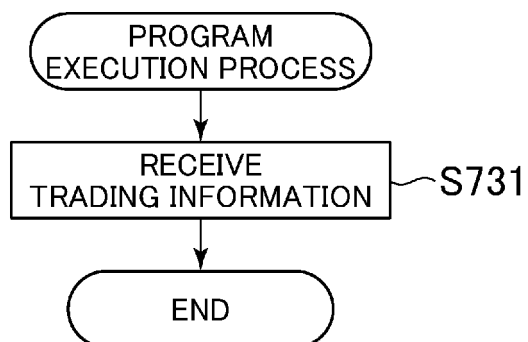 PROGRAM
EXECUTION PROCESS
RECEIVE
TRADING INFORMATION
S731
END